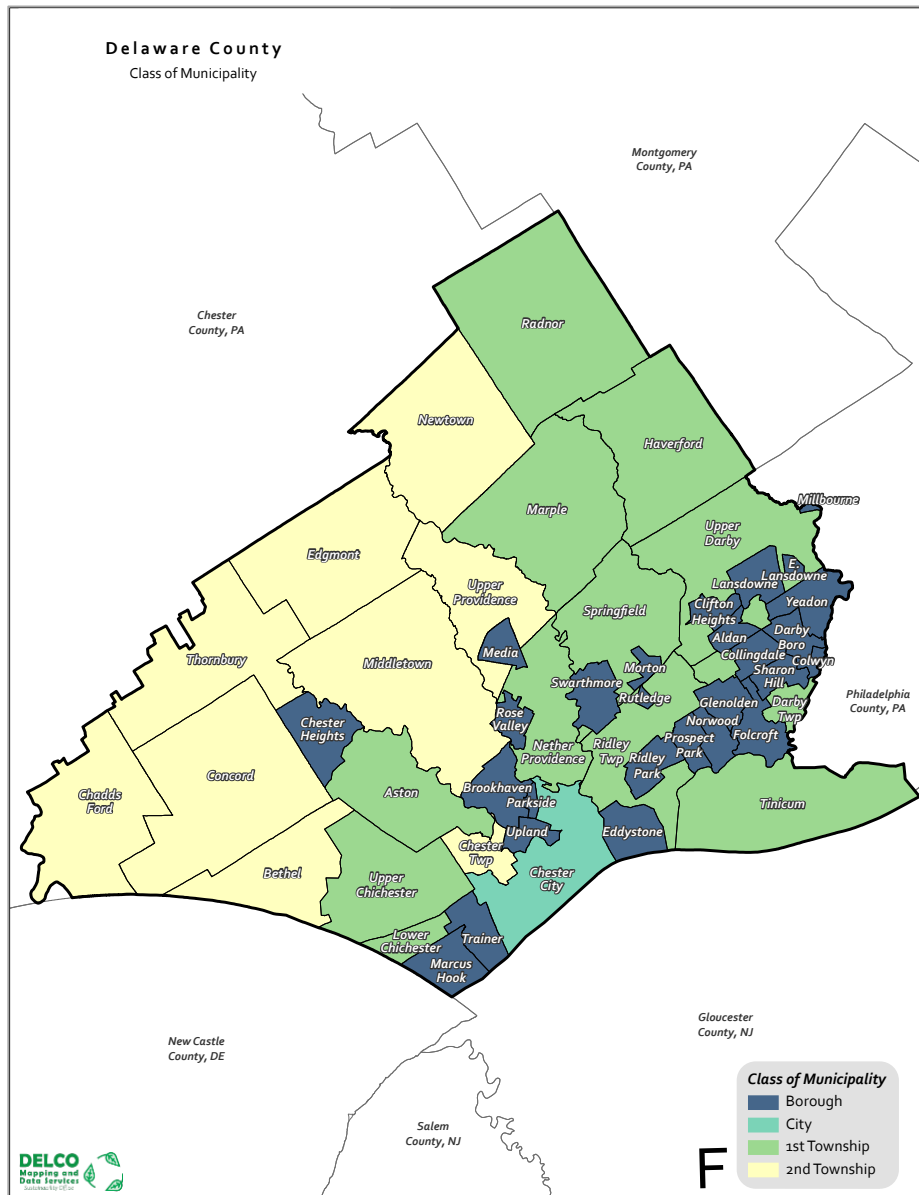 Delaware County
Class of Municipality
Montgomery
County, PA
Chester
County, PA
Radnor
Newtown
Haverford
Marple
Millbourne
Upper
Darby
Edgmont
E.
Lansdowne
Lansdowne
Upper
Providence
Springfield
Clifton
Heights
Yeadon
Aldan
Darby
Boro
Media
Thornbury
Middletown
Collingdale
Colwyn
Morton
Sharon
Hill
Swarthmore
Rutledge
Glenolden
Darby
Twp
Philadelphia
County, PA
Rose
Valley
Chester
Heights
Norwood
Nether
Providence
Ridley
Twp
Prospect
Park
Folcroft
Ridley
Park
Concord
Chadds
Ford
Aston
Brookhaven
Parkside
Tinicum
Upland
Eddystone
Chester
Twp
Bethel
Chester
City
Upper
Chichester
Lower
Chichester
Trainer
Marcus
Hook
New Castle
County, DE
Gloucester
County, NJ
Salem
County, NJ
Class of Municipality
Borough
City
1st Township
2nd Township
F
DELCO
Mapping and
Data Services